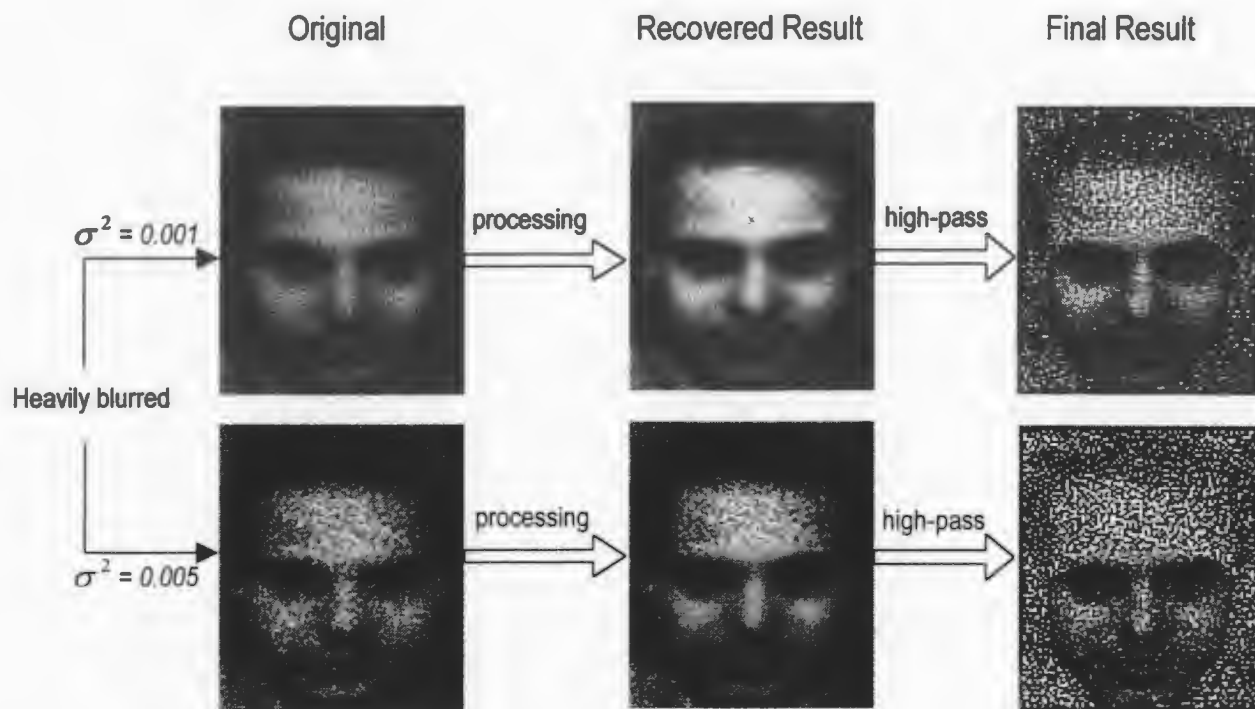 Original Recovered Result Final Result
σ² = 0.001
processing
high-pass
Heavily blurred
processing
high-pass
σ² = 0.005